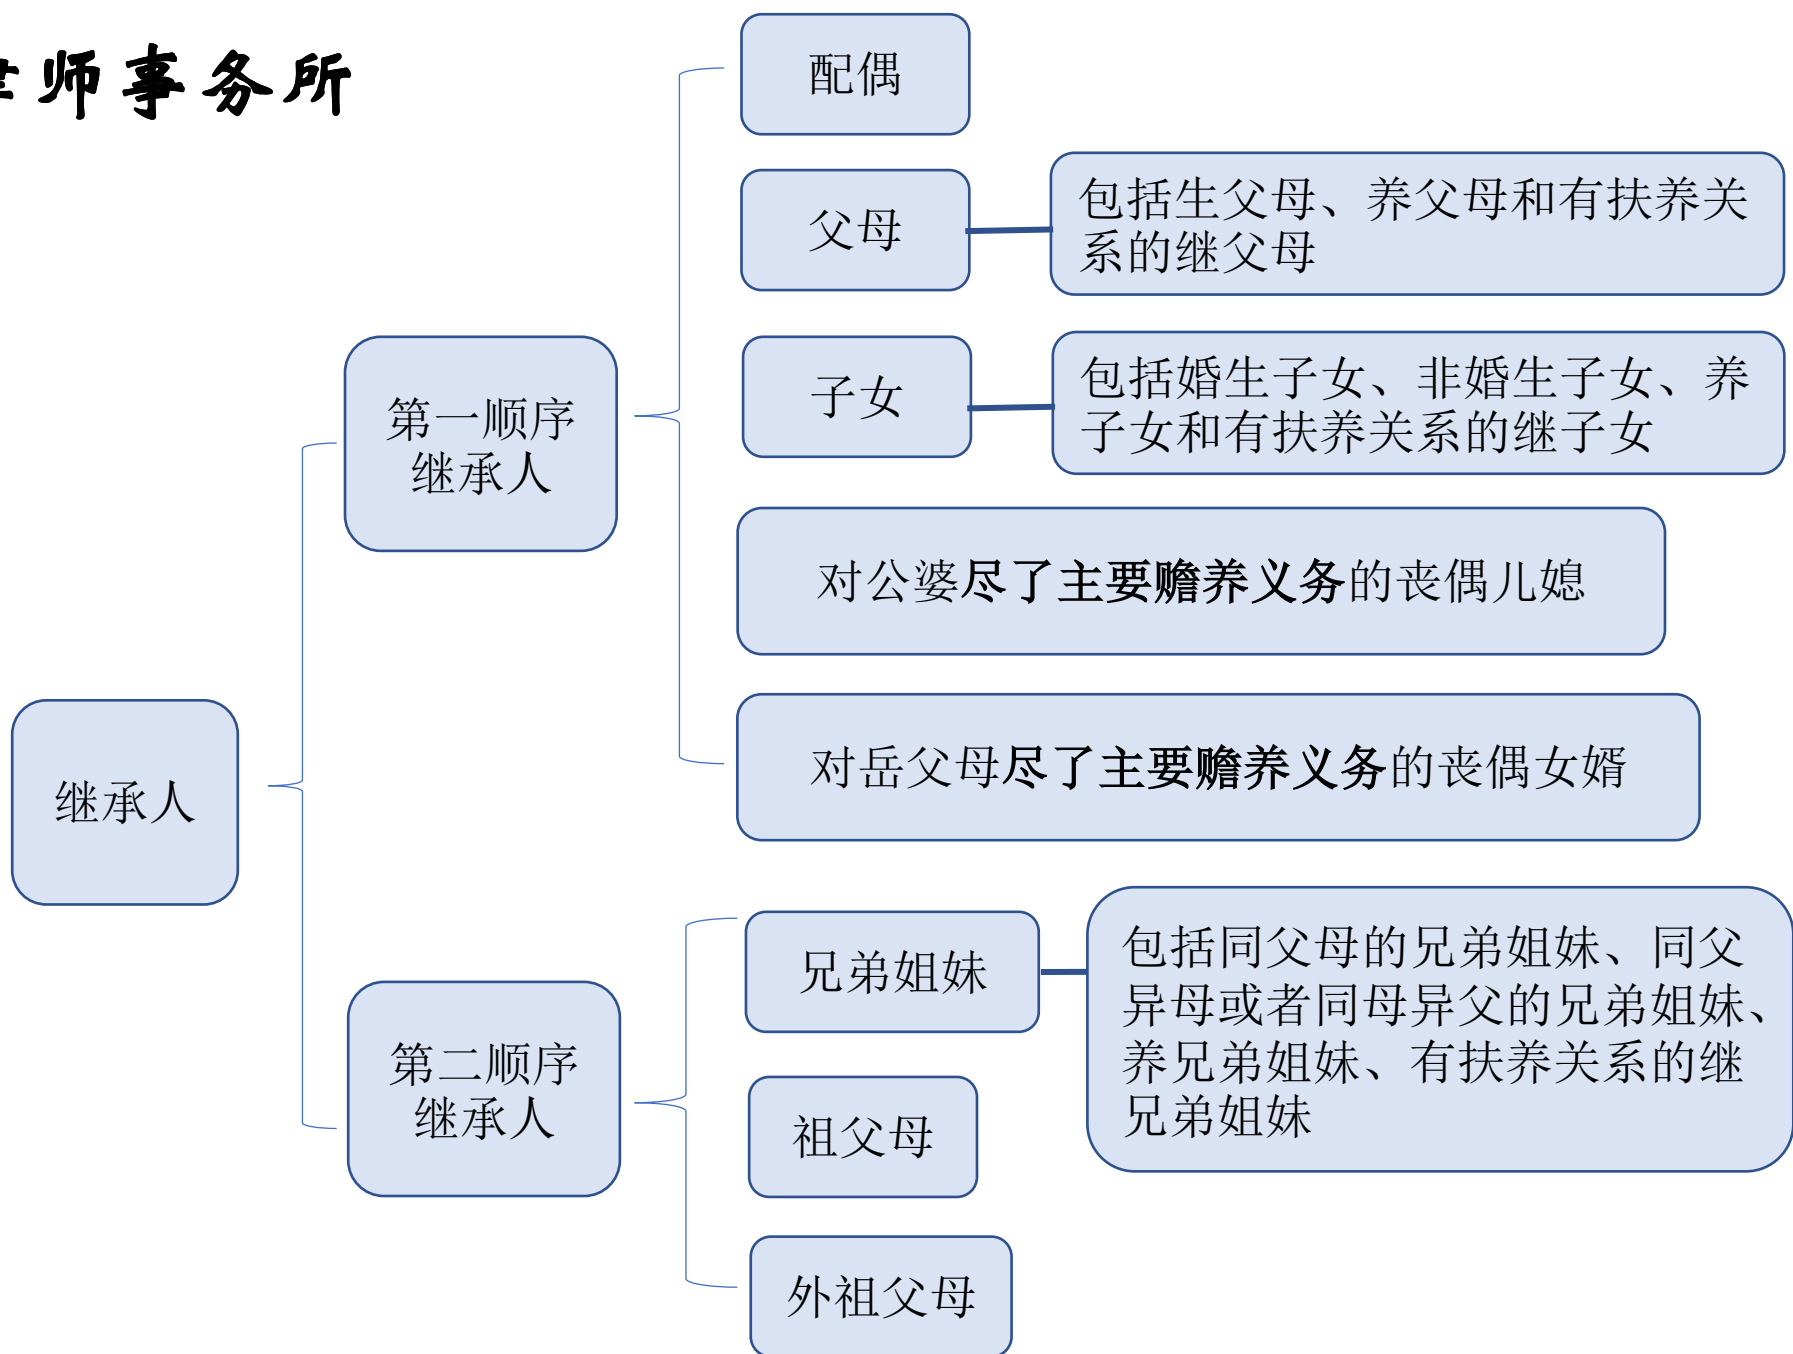 师事务所
配偶
父母
包括生父母、养父母和有扶养关
系的继父母
子女
包括婚生子女、非婚生子女、养
子女和有扶养关系的继子女
第一顺序
继承人
对公婆尽了主要赡养义务的丧偶儿媳
继承人
对岳父母尽了主要赡养义务的丧偶女婿
第二顺序
继承人
兄弟姐妹
包括同父母的兄弟姐妹、同父
异母或者同母异父的兄弟姐妹、
养兄弟姐妹、有扶养关系的继
兄弟姐妹
祖父母
外祖父母